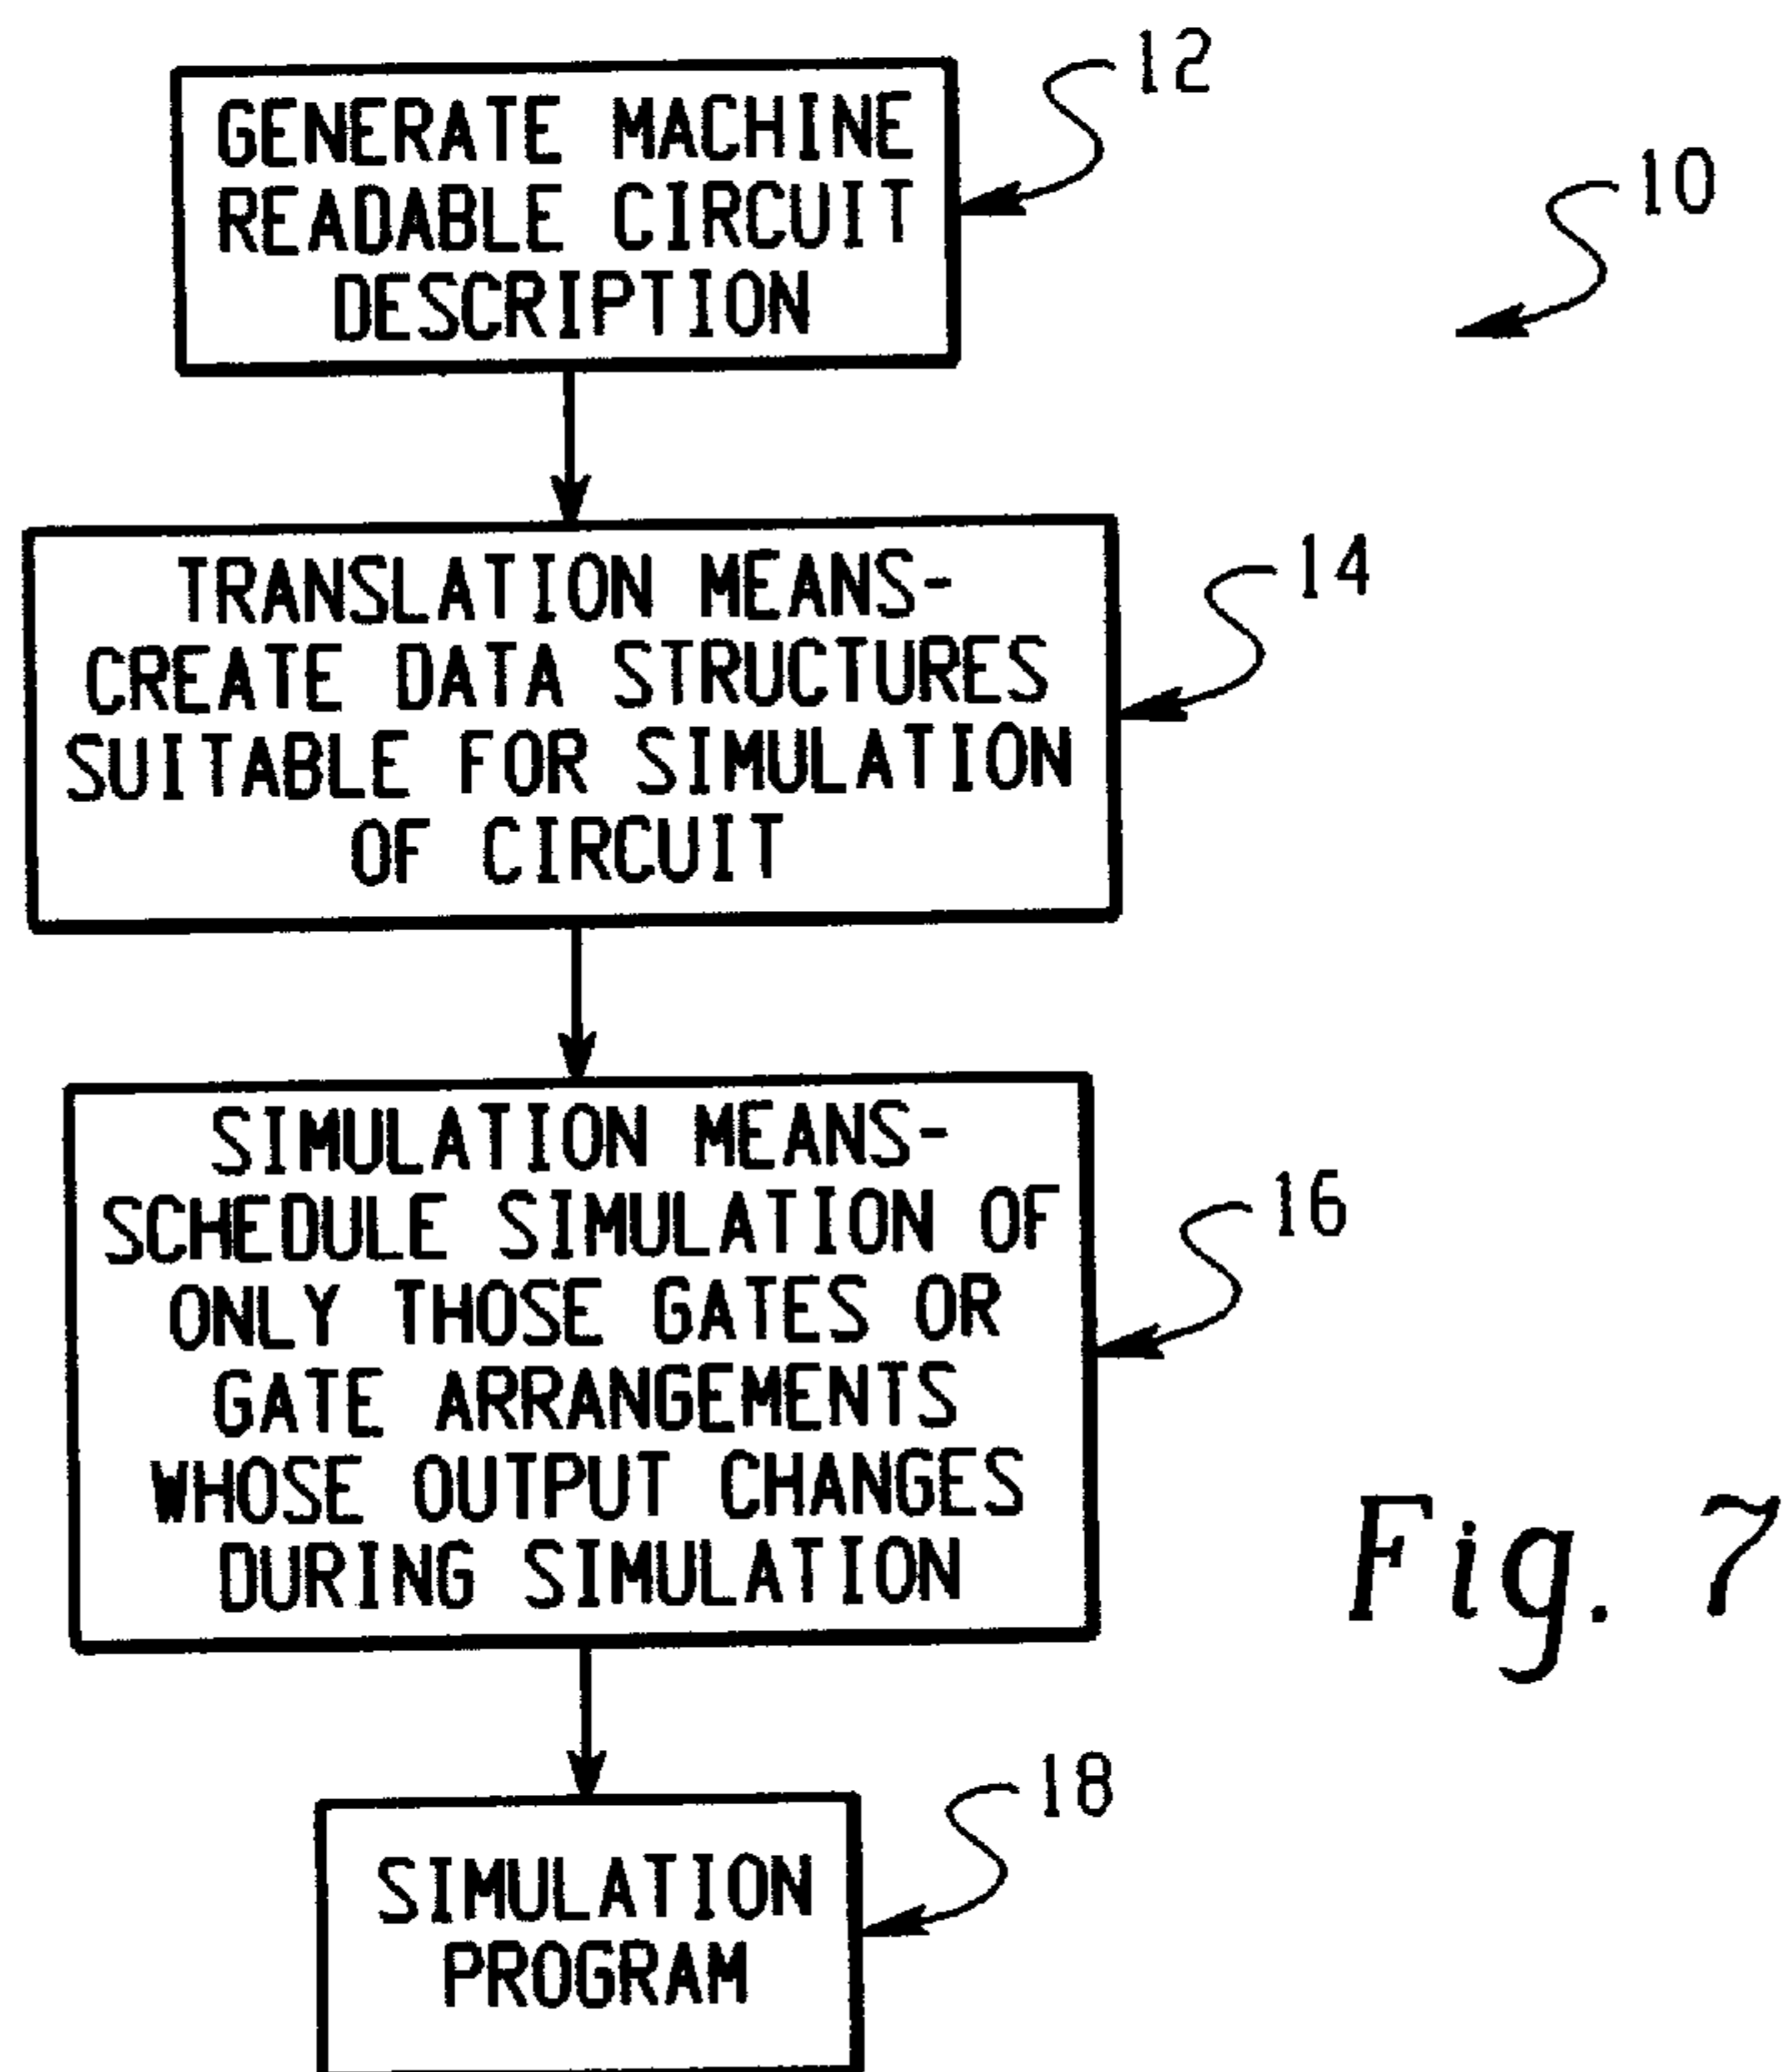 GENERATE MACHINE
READABLE CIRCUIT
DESCRIPTION
12
10
TRANSLATION MEANS-
CREATE DATA STRUCTURES
SUITABLE FOR SIMULATION
OF CIRCUIT
14
SIMULATION MEANS-
SCHEDULE SIMULATION OF
ONLY THOSE GATES OR
GATE ARRANGEMENTS
WHOSE OUTPUT CHANGES
DURING SIMULATION
16
Fig. 7
SIMULATION
PROGRAM
18